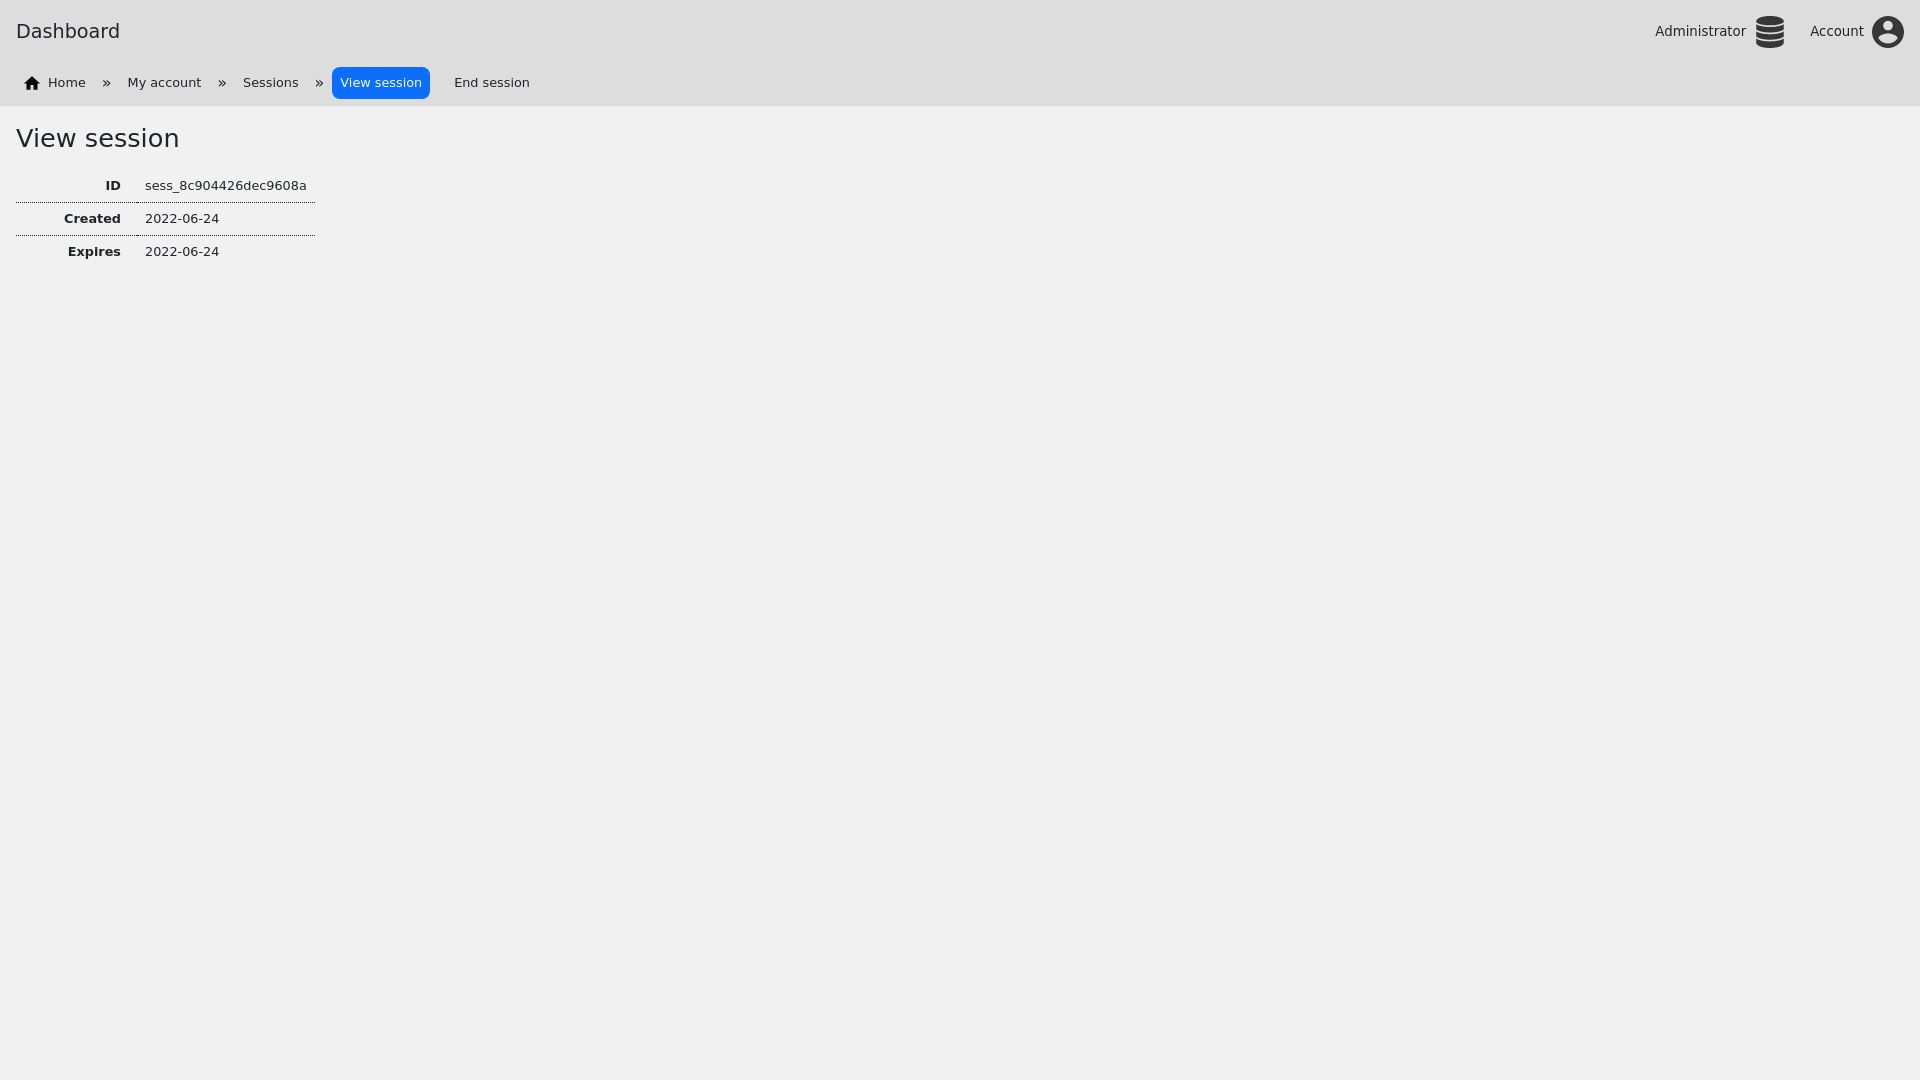 Dashboard
Administrator
Account
Home » My account » Sessions » View session End session
View session
ID sess_8c904426dec9608a
Created 2022-06-24
Expires 2022-06-24